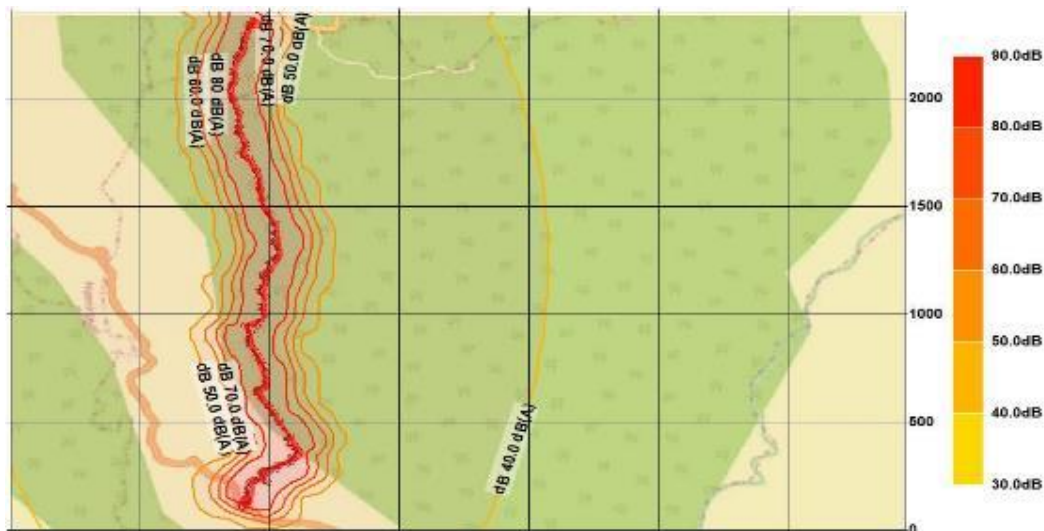 dB 60.0 dB(A)
dB 80 dB(A)
dB 70.0 dB(A)
dB 50.0 dB(A)
dB 50.0 dB(A)
dB 70.0 dB(A)
dB 40.0 dB(A)
2000
1500
1000
500
0
90.0dB
80.0dB
70.0dB
60.0dB
50.0dB
40.0dB
30.0dB